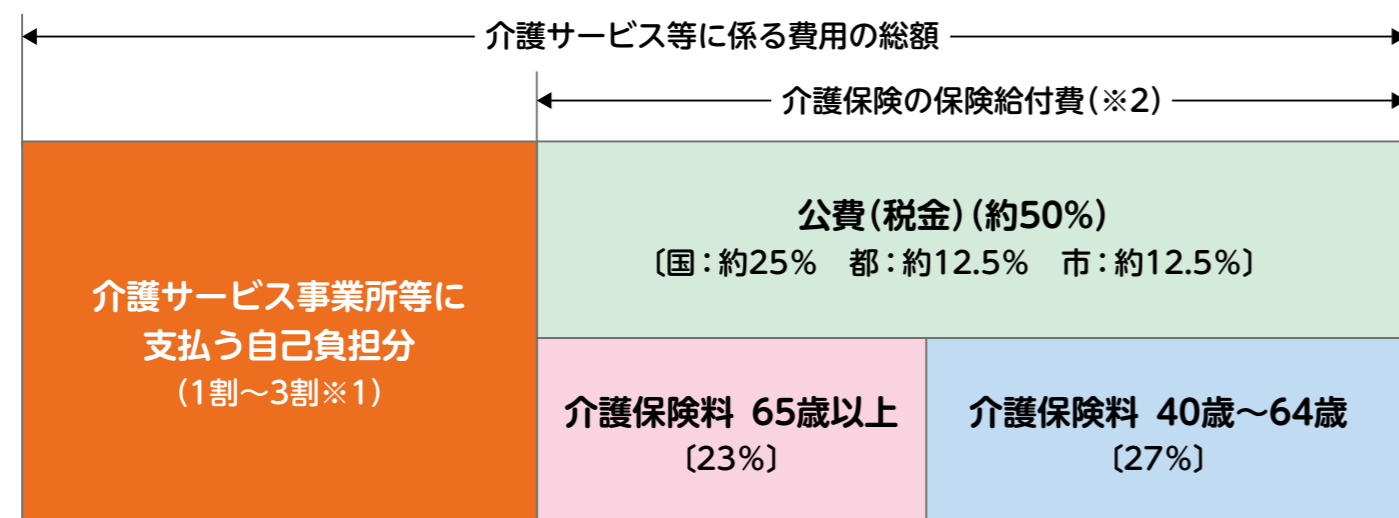 介護サービス等に係る費用の総額
介護保険の保険給付費(※2)
介護サービス事業所等に
支払う自己負担分
(1割～3割※1)
公費(税金)(約50%)
〔国：約25%　都：約12.5%　市：約12.5%〕
介護保険料 65歳以上
〔23%〕
介護保険料 40歳～64歳
〔27%〕